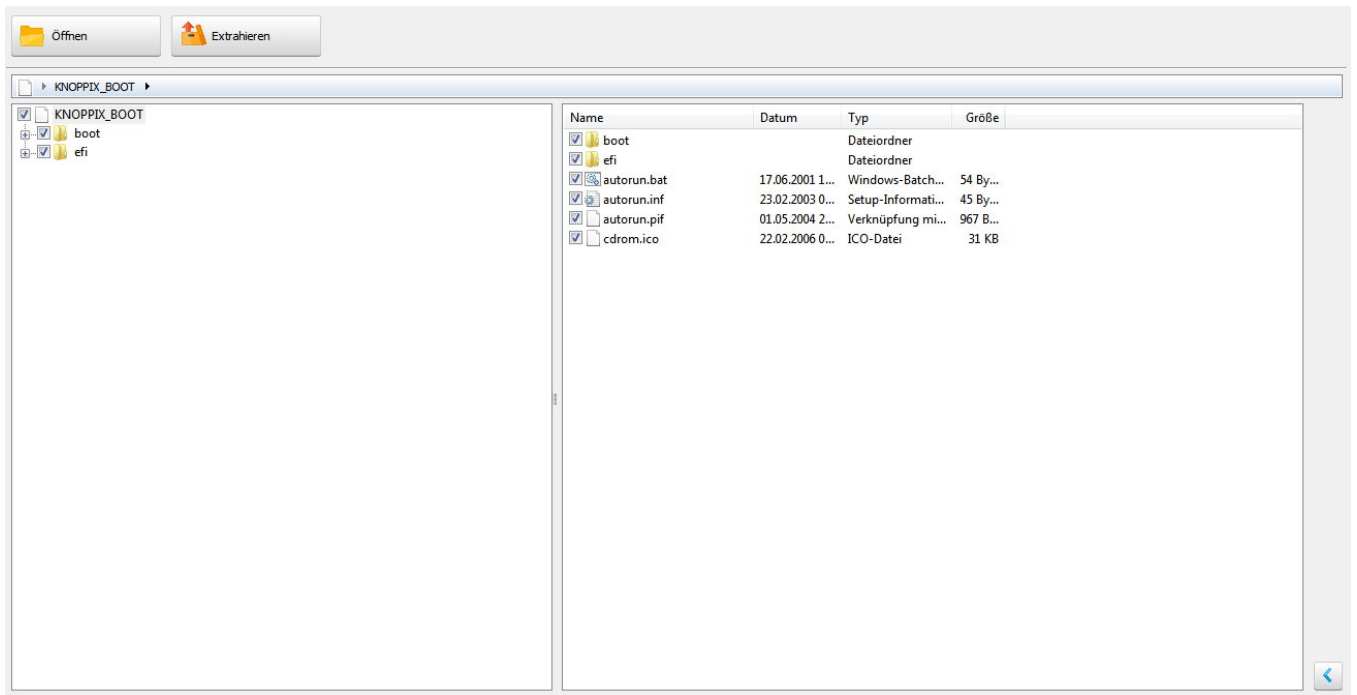 Öffnen Extrahieren
KNOPPIX_BOOT
KNOPPIX_BOOT
boot
efi
Name Datum Typ Größe
boot Dateiordner
efi Dateiordner
autorun.bat 17.06.2001 1... Windows-Batch... 54 By...
autorun.inf 23.02.2003 0... Setup-Informati... 45 By...
autorun.pif 01.05.2004 2... Verknüpfung mi... 967 B...
cdrom.ico 22.02.2006 0... ICO-Datei 31 KB